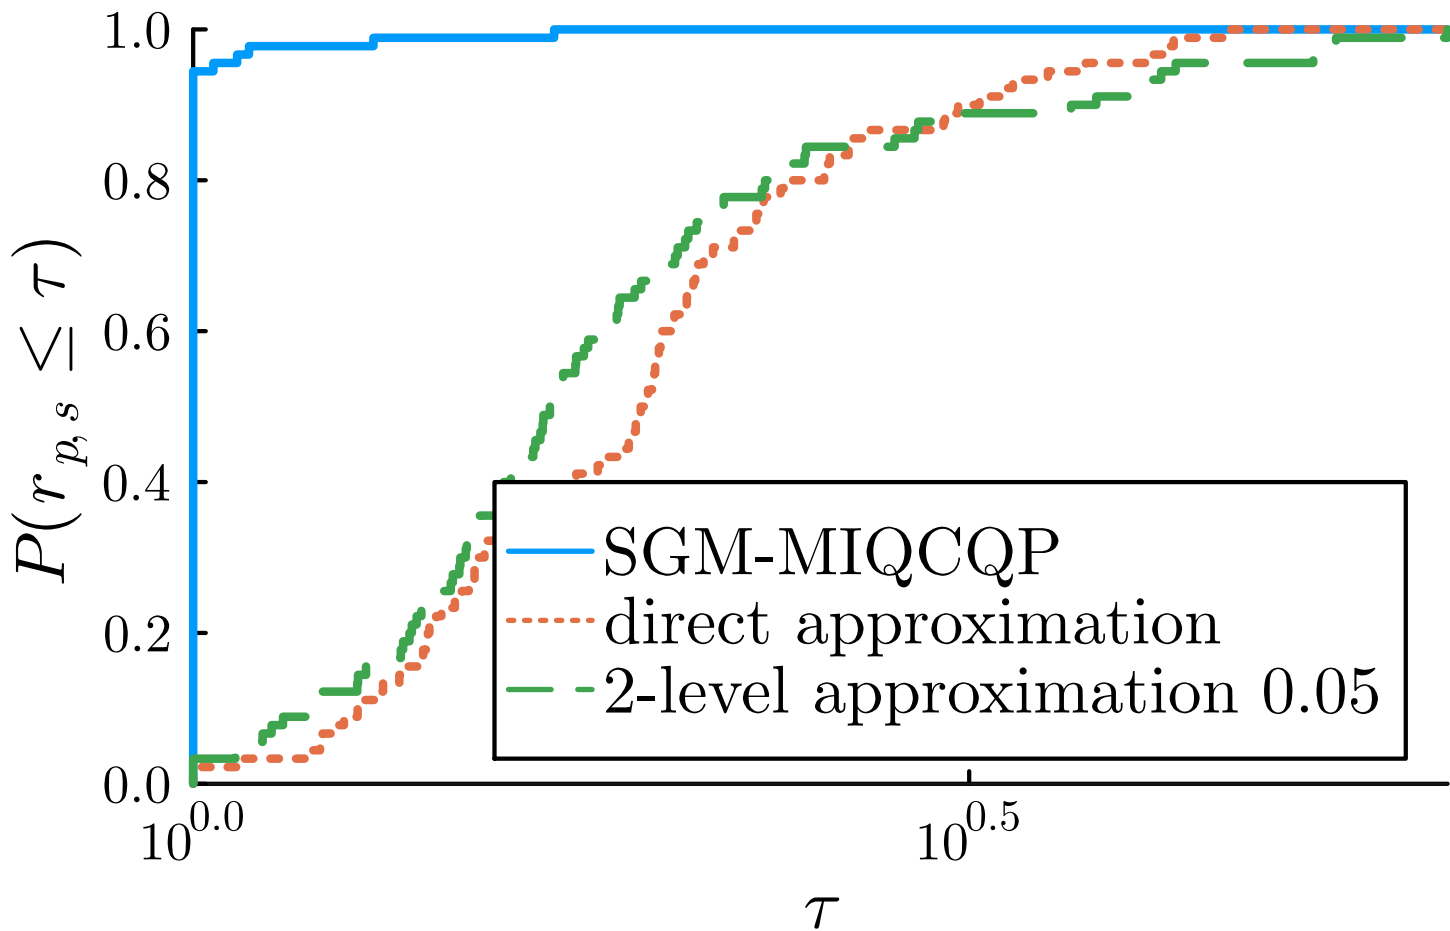 1.0
0.8
0.6
0.4
0.2
0.0
P(r_{p,s} ≤ τ)
SGM-MIQCQP
direct approximation
2-level approximation 0.05
10^{0.0}
10^{0.5}
τ